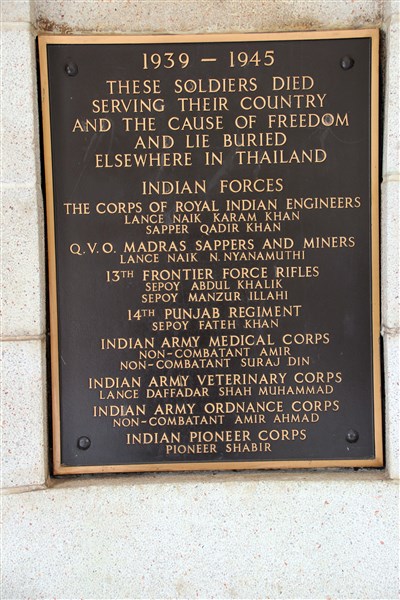 1939 – 1945
THESE SOLDIERS DIED
SERVING THEIR COUNTRY
AND THE CAUSE OF FREEDOM
AND LIE BURIED
ELSEWHERE IN THAILAND
INDIAN FORCES
THE CORPS OF ROYAL INDIAN ENGINEERS
LANCE NAIK KARAM KHAN
SAPPER QADIR KHAN
Q.V.O. MADRAS SAPPERS AND MINERS
LANCE NAIK N. NYANAMUTHI
13TH FRONTIER FORCE RIFLES
SEPOY ABDUL KHALIK
SEPOY MANZUR ILLAHI
14TH PUNJAB REGIMENT
SEPOY FATEH KHAN
INDIAN ARMY MEDICAL CORPS
NON-COMBATANT AMIR
NON-COMBATANT SURAJ DIN
INDIAN ARMY VETERINARY CORPS
LANCE DAFFADAR SHAH MUHAMMAD
INDIAN ARMY ORDNANCE CORPS
NON-COMBATANT AMIR AHMAD
INDIAN PIONEER CORPS
PIONEER SHABIR